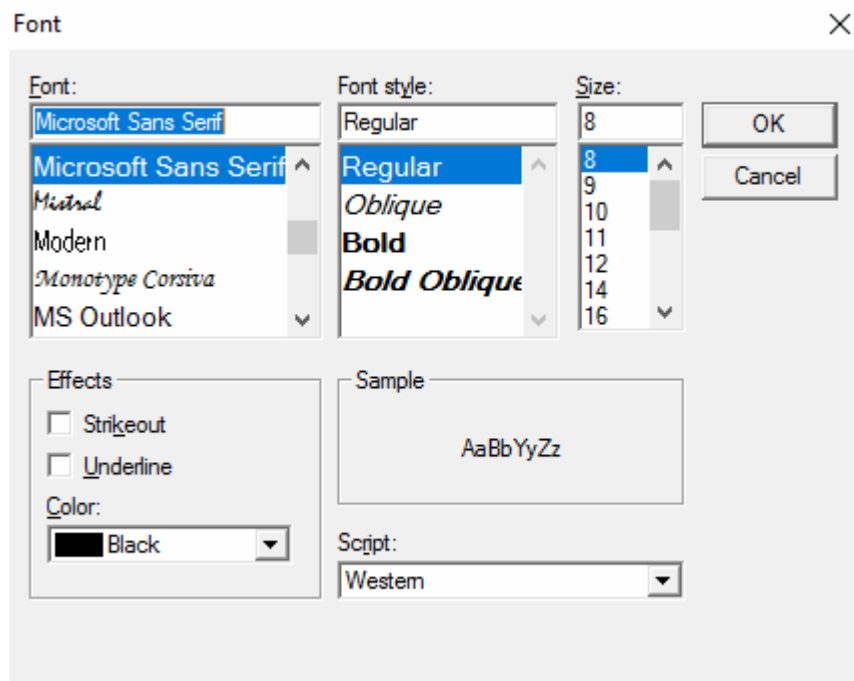 Font
Font:
Font style:
Size:
Microsoft Sans Serif
Regular
8
OK
Microsoft Sans Serif
Mistral
Modern
Monotype Corsiva
MS Outlook
Regular
Oblique
Bold
Bold Oblique
8
9
10
11
12
14
16
Cancel
Effects
Strikeout
Underline
Color:
Black
Sample
AaBbYyZz
Script:
Western